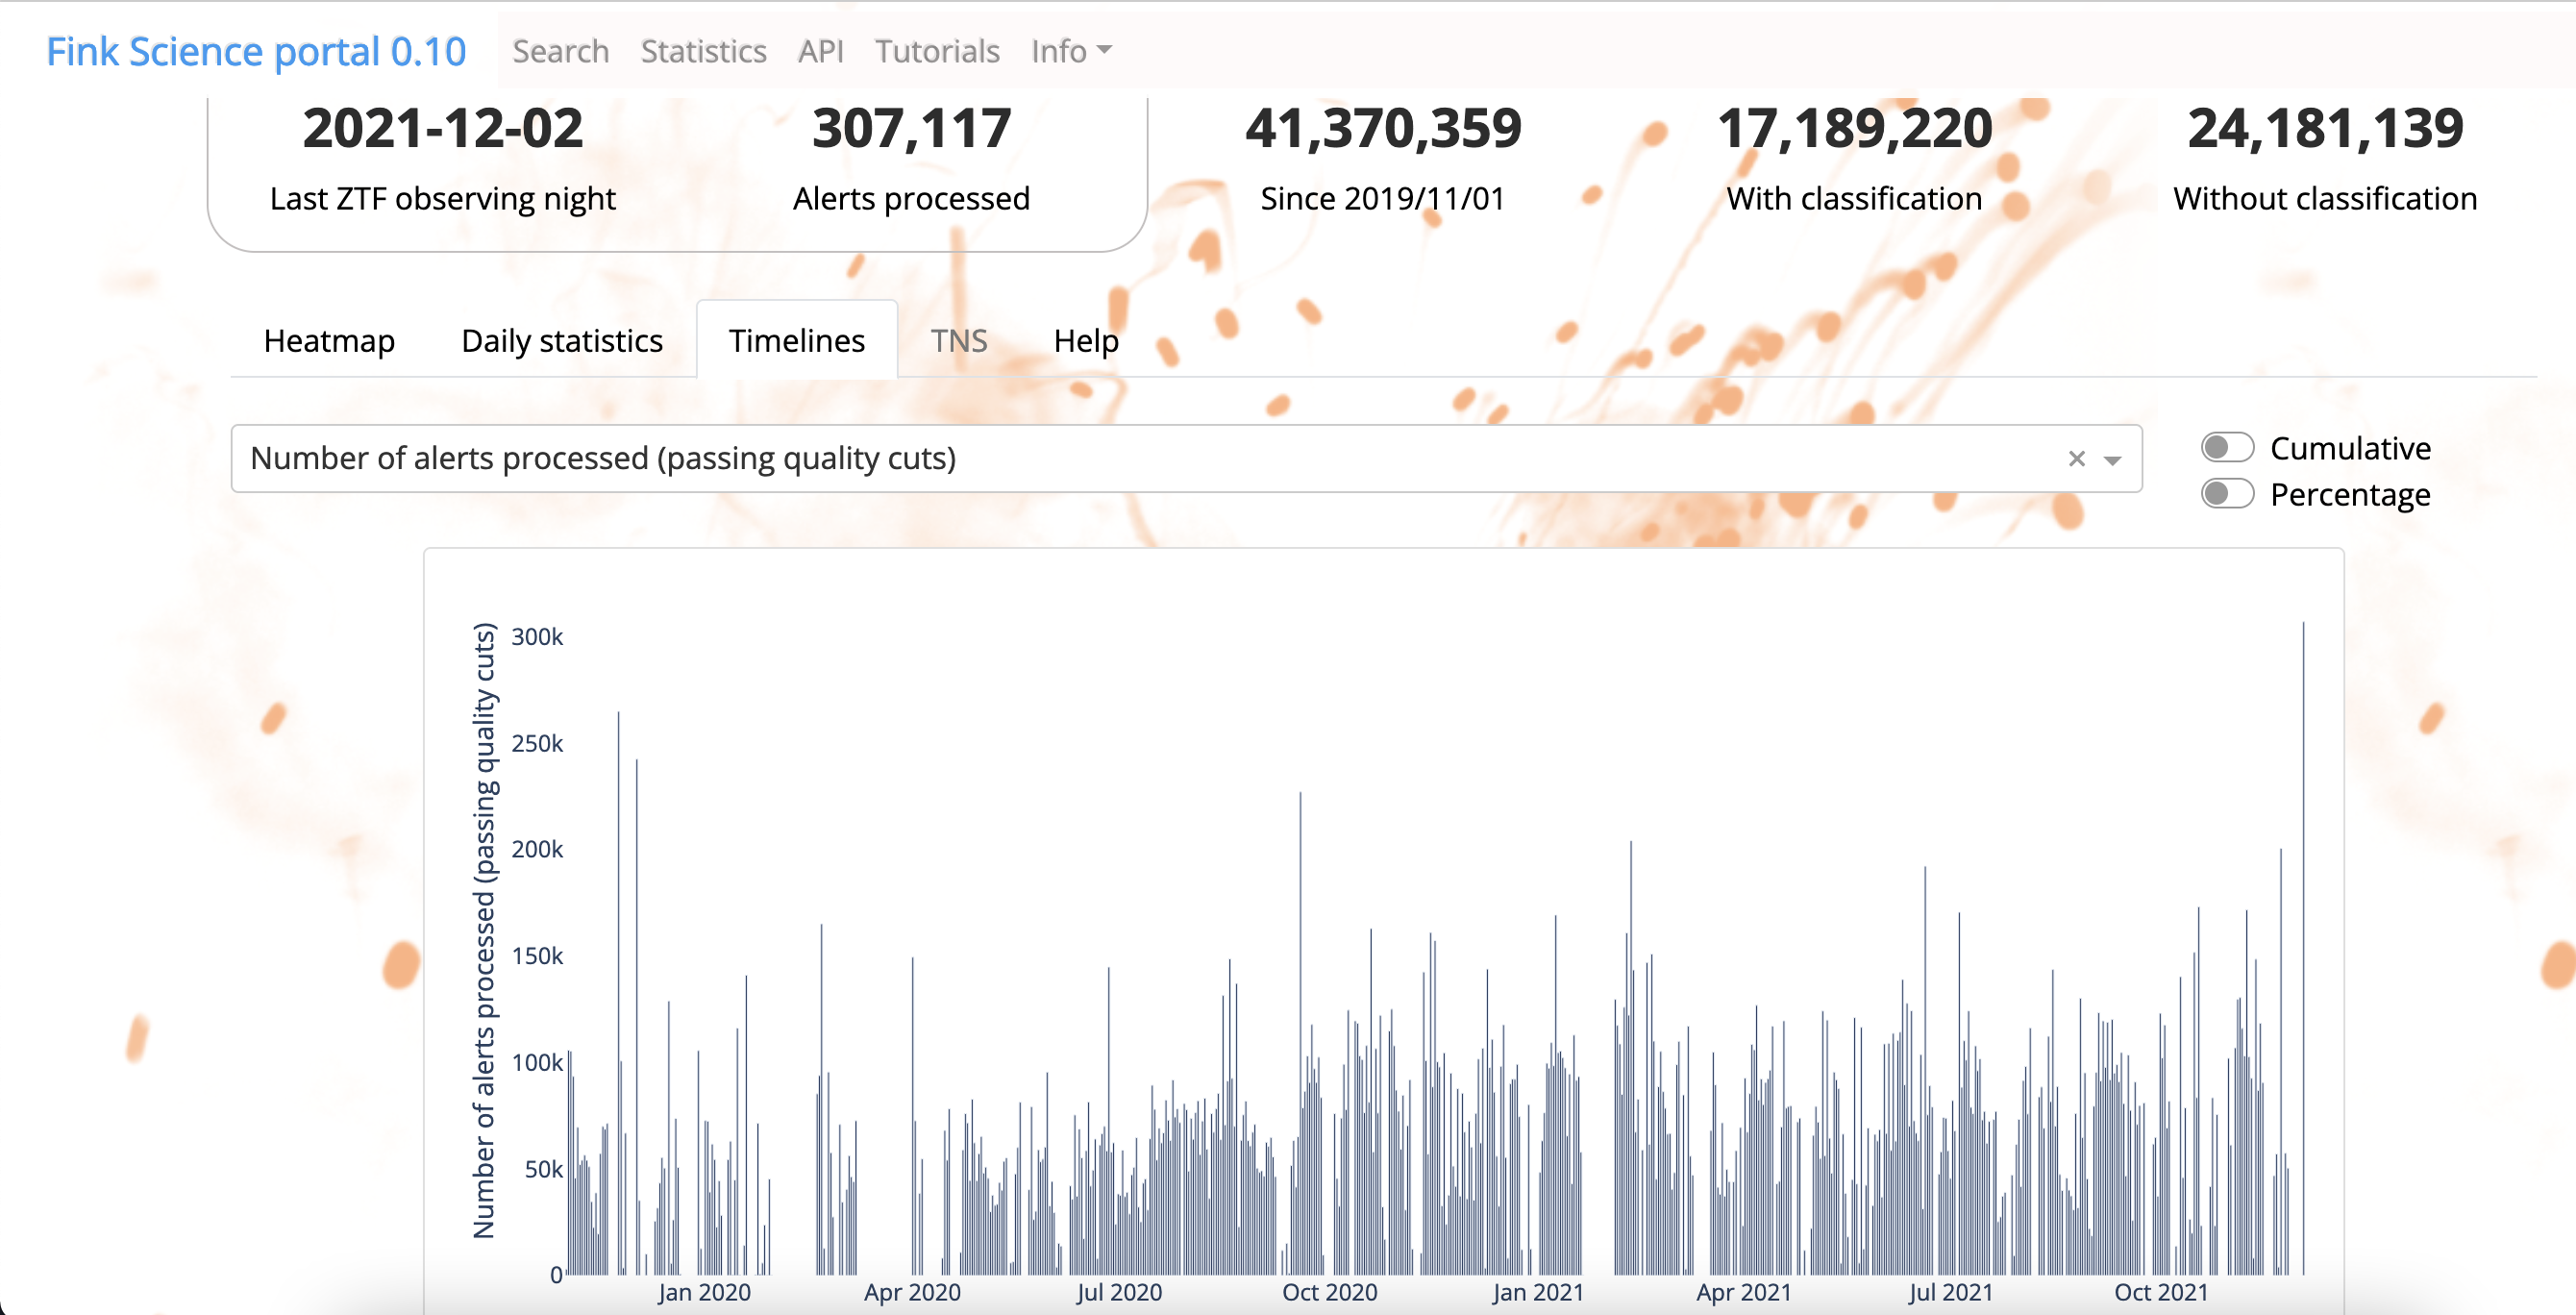 Fink Science portal 0.10 Search Statistics API Tutorials Info
2021-12-02 307,117 41,370,359 17,189,220 24,181,139
Last ZTF observing night Alerts processed Since 2019/11/01 With classification Without classification
Heatmap Daily statistics Timelines TNS Help
Number of alerts processed (passing quality cuts) ×
Cumulative
Percentage
Number of alerts processed (passing quality cuts)
300k
250k
200k
150k
100k
50k
0
Jan 2020 Apr 2020 Jul 2020 Oct 2020 Jan 2021 Apr 2021 Jul 2021 Oct 2021